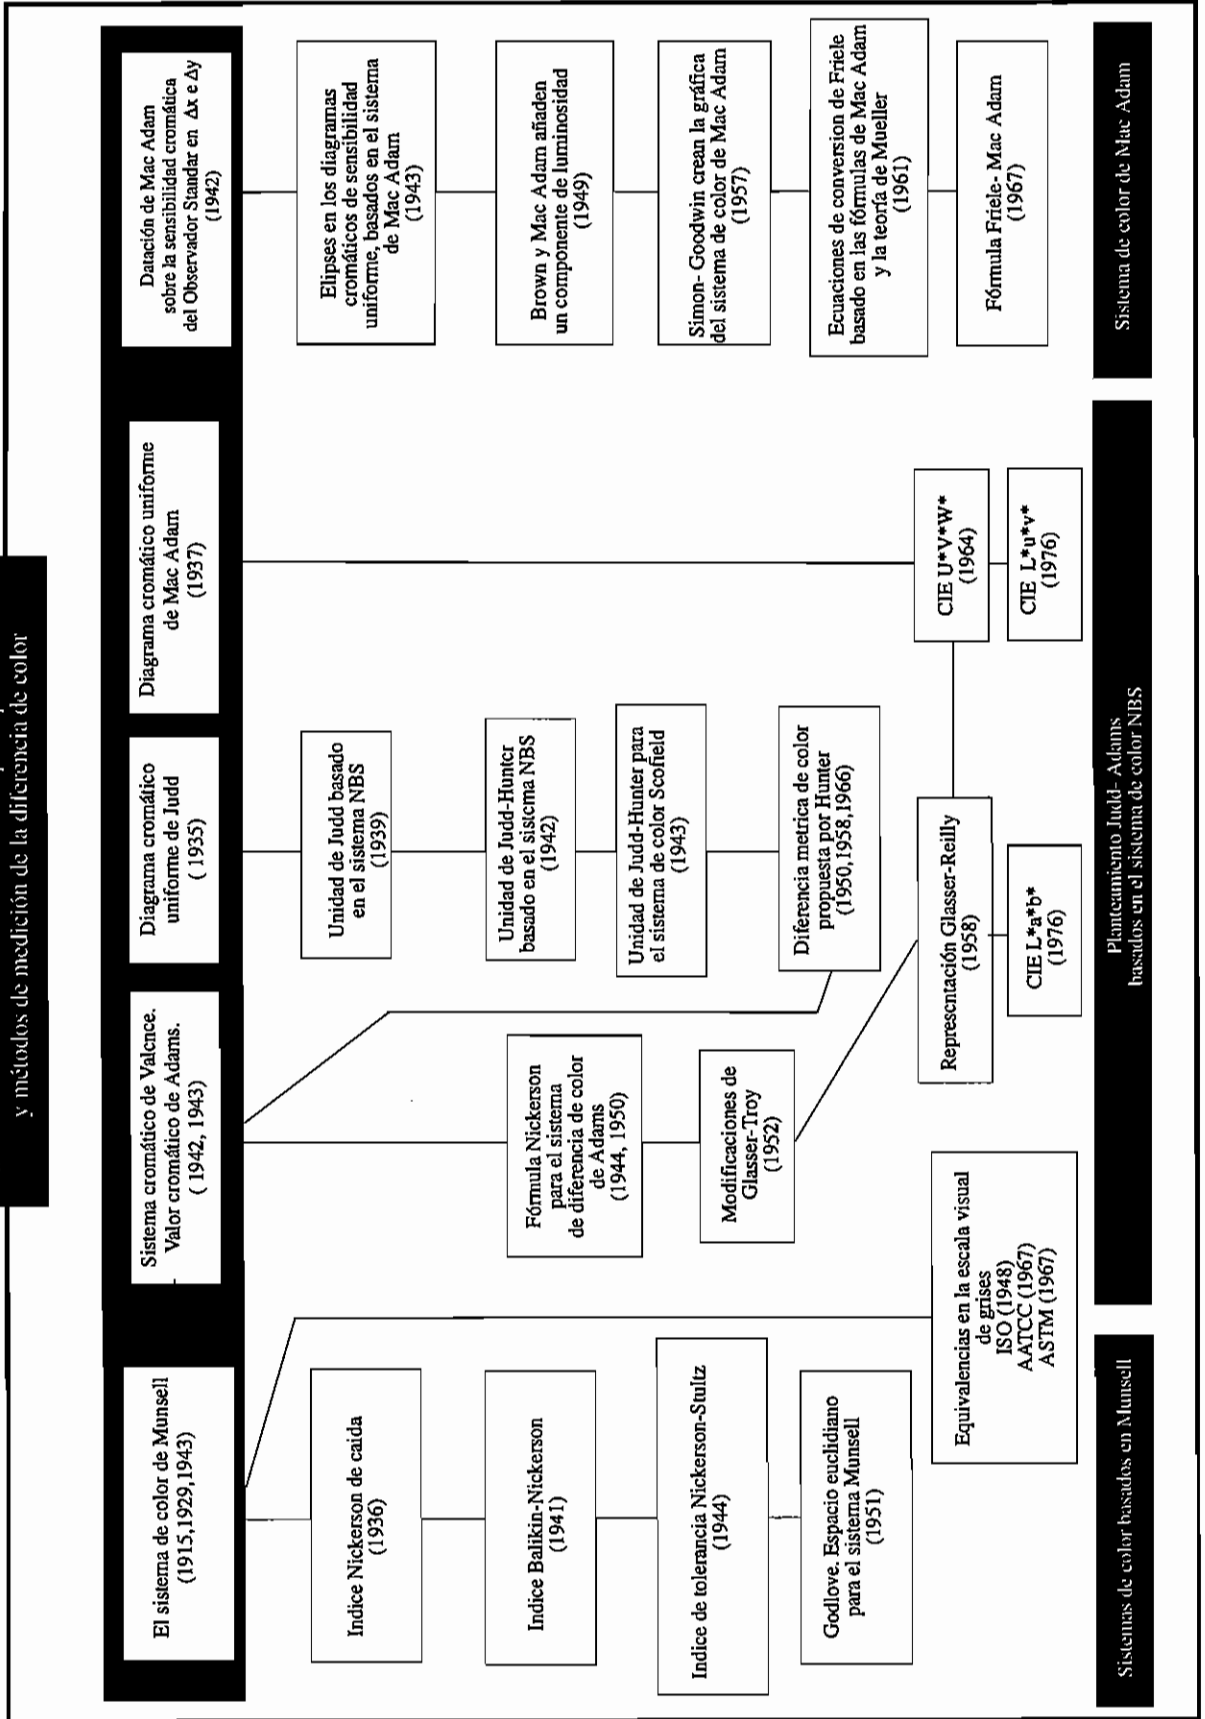 y métodos de medición de la diferencia de color
El sistema de color de Munsell
(1915,1929,1943)
Sistema cromático de Valence.
Valor cromático de Adams.
( 1942, 1943)
Diagrama cromático
uniforme de Judd
( 1935)
Diagrama cromático uniforme
de Mac Adam
(1937)
Datación de Mac Adam
sobre la sensibilidad cromática
del Observador Standar en Δx e Δy
(1942)
Indice Nickerson de caida
(1936)
Indice Balikin-Nickerson
(1941)
Indice de tolerancia Nickerson-Stultz
(1944)
Godlove. Espacio euclidiano
para el sistema Munsell
(1951)
Equivalencias en la escala visual
de grises
ISO (1948)
AATCC (1967)
ASTM (1967)
Fórmula Nickerson
para el sistema
de diferencia de color
de Adams
(1944, 1950)
Modificaciones de
Glasser-Troy
(1952)
Unidad de Judd basado
en el sistema NBS
(1939)
Unidad de Judd-Hunter
basado en el sistema NBS
(1942)
Unidad de Judd-Hunter para
el sistema de color Scofield
(1943)
Diferencia metrica de color
propuesta por Hunter
(1950,1958,1966)
Representación Glasser-Reilly
(1958)
CIE L*a*b*
(1976)
CIE U*V*W*
(1964)
CIE L*u*v*
(1976)
Elipses en los diagramas
cromáticos de sensibilidad
uniforme, basados en el sistema
de Mac Adam
(1943)
Brown y Mac Adam añaden
un componente de luminosidad
(1949)
Simon- Goodwin crean la gráfica
del sistema de color de Mac Adam
(1957)
Ecuaciones de conversion de Friele
basado en las fórmulas de Mac Adam
y la teoría de Mueller
(1961)
Fórmula Friele- Mac Adam
(1967)
Sistemas de color basados en Munsell
Planteamiento Judd- Adams
basados en el sistema de color NBS
Sistema de color de Mac Adam